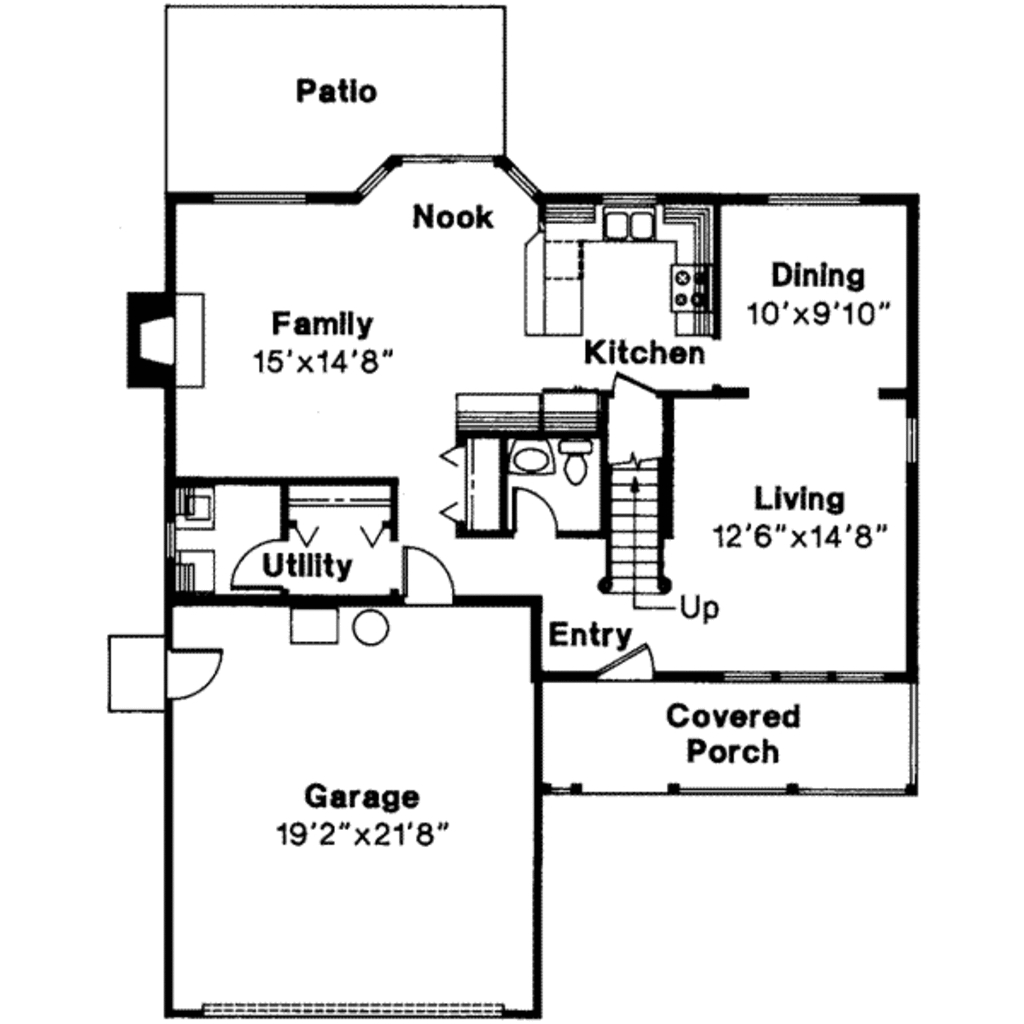 Patio
Nook
Dining
10'x9'10"
Family
15'x14'8"
Kitchen
Living
12'6"x14'8"
Utility
Up
Entry
Covered
Porch
Garage
19'2"x21'8"